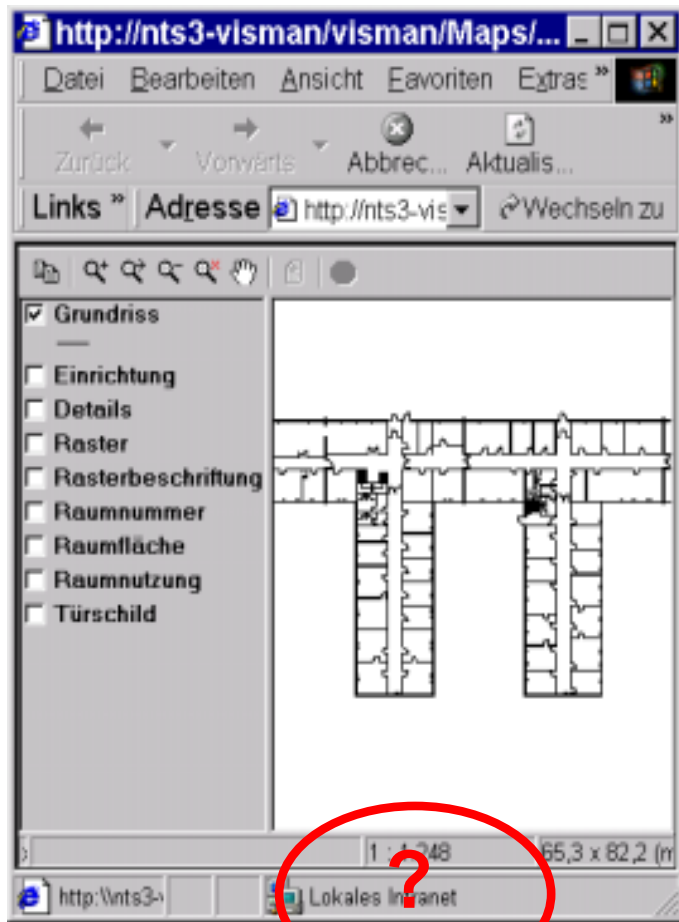 http://nts3-visman/visman/Maps/...
Datei Bearbeiten Ansicht Favoriten Extras »
Zurück Vorwärts Abbrec... Aktualis... »
Links » Adresse http://nts3-vis Wechseln zu
Grundriss
Einrichtung
Details
Raster
Rasterbeschriftung
Raumnummer
Raumfläche
Raumnutzung
Türschild
1 : 65,3 x 82,2 (m
?
http:\\nts3-v Lokales Intranet